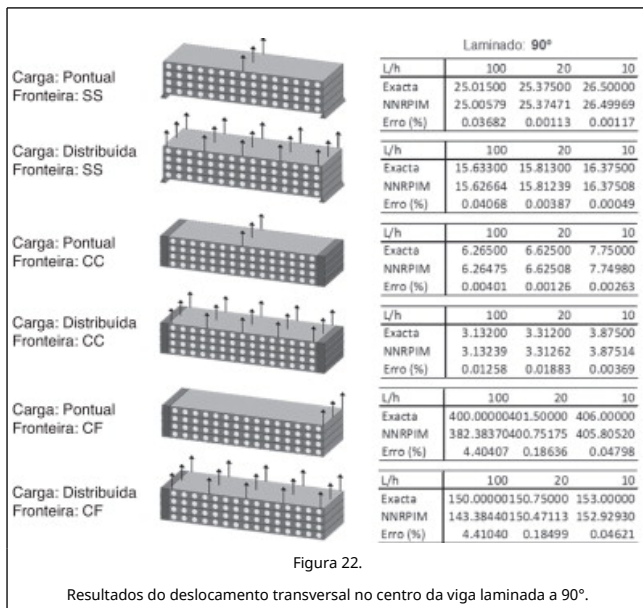 Laminado: 90°
Carga: Pontual
Fronteira: SS
L/h 100 20 10
Exacta 25.01500 25.37500 26.50000
NNRPIM 25.00579 25.37471 26.49969
Erro (%) 0.03682 0.00113 0.00117
Carga: Distribuída
Fronteira: SS
L/h 100 20 10
Exacta 15.63300 15.81300 16.37500
NNRPIM 15.62664 15.81239 16.37508
Erro (%) 0.04068 0.00387 0.00049
Carga: Pontual
Fronteira: CC
L/h 100 20 10
Exacta 6.26500 6.62500 7.75000
NNRPIM 6.26475 6.62508 7.74980
Erro (%) 0.00401 0.00126 0.00263
Carga: Distribuída
Fronteira: CC
L/h 100 20 10
Exacta 3.13200 3.31200 3.87500
NNRPIM 3.13239 3.31262 3.87514
Erro (%) 0.01258 0.01883 0.00369
Carga: Pontual
Fronteira: CF
L/h 100 20 10
Exacta 400.00000401.50000 406.00000
NNRPIM 382.38370400.75175 405.80520
Erro (%) 4.40407 0.18636 0.04798
Carga: Distribuída
Fronteira: CF
L/h 100 20 10
Exacta 150.00000150.75000 153.00000
NNRPIM 143.38440150.47113 152.92930
Erro (%) 4.41040 0.18499 0.04621
Figura 22.
Resultados do deslocamento transversal no centro da viga laminada a 90°.